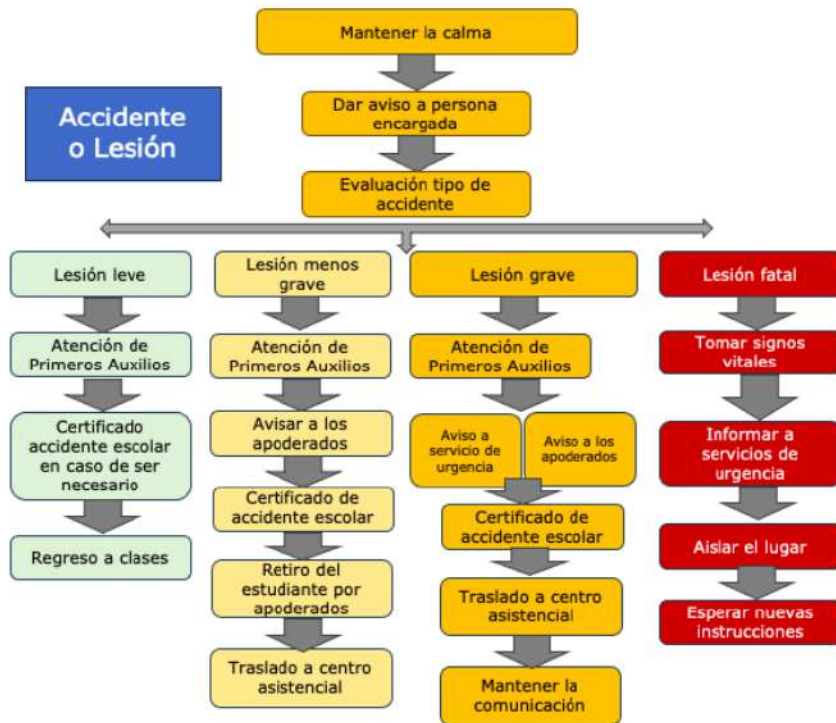 Mantener la calma
Accidente
o Lesión
Dar aviso a persona
encargada
Evaluación tipo de
accidente
Lesión leve
Atención de
Primeros Auxilios
Certificado
accidente escolar
en caso de ser
necesario
Regreso a clases
Lesión menos
grave
Atención de
Primeros Auxilios
Avisar a los
apoderados
Certificado de
accidente escolar
Retiro del
estudiante por
apoderados
Traslado a centro
asistencial
Lesión grave
Atención de
Primeros Auxilios
Aviso a
servicio de
urgencia
Aviso a los
apoderados
Certificado de
accidente escolar
Traslado a centro
asistencial
Mantener la
comunicación
Lesión fatal
Tomar signos
vitales
Informar a
servicios de
urgencia
Aislar el lugar
Esperar nuevas
instrucciones